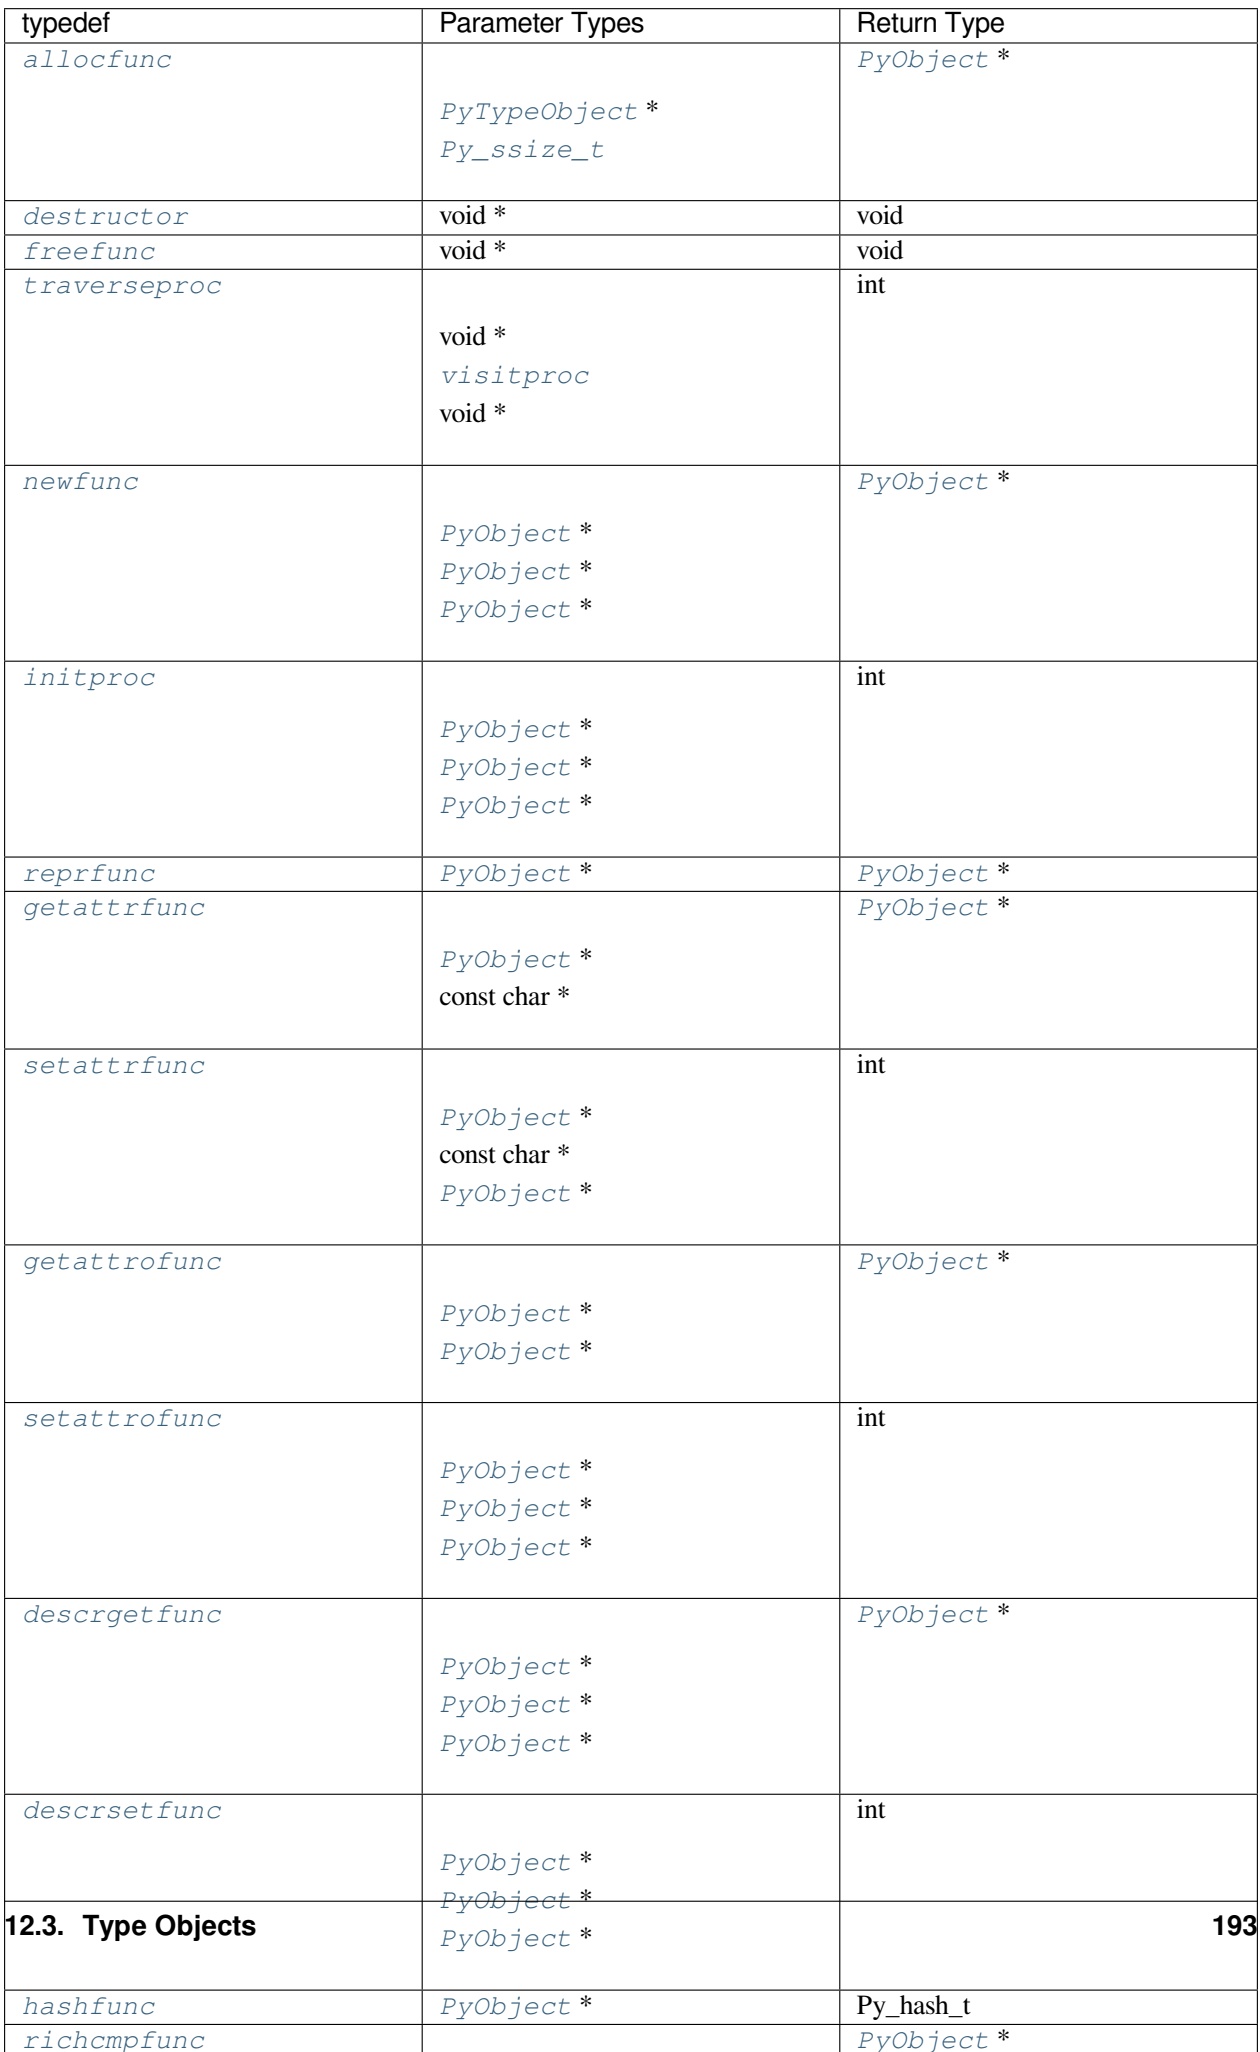 typedef Parameter Types Return Type
allocfunc PyObject *
PyTypeObject *
Py_ssize_t
destructor void * void
freefunc void * void
traverseproc int
void *
visitproc
void *
newfunc PyObject *
PyObject *
PyObject *
PyObject *
initproc int
PyObject *
PyObject *
PyObject *
reprfunc PyObject * PyObject *
getattrfunc PyObject *
PyObject *
const char *
setattrfunc int
PyObject *
const char *
PyObject *
getattrofunc PyObject *
PyObject *
PyObject *
setattrofunc int
PyObject *
PyObject *
PyObject *
descrgetfunc PyObject *
PyObject *
PyObject *
PyObject *
descrsetfunc int
PyObject *
PyObject *
12.3. Type Objects 193
PyObject *
hashfunc PyObject * Py_hash_t
richcmpfunc PyObject *